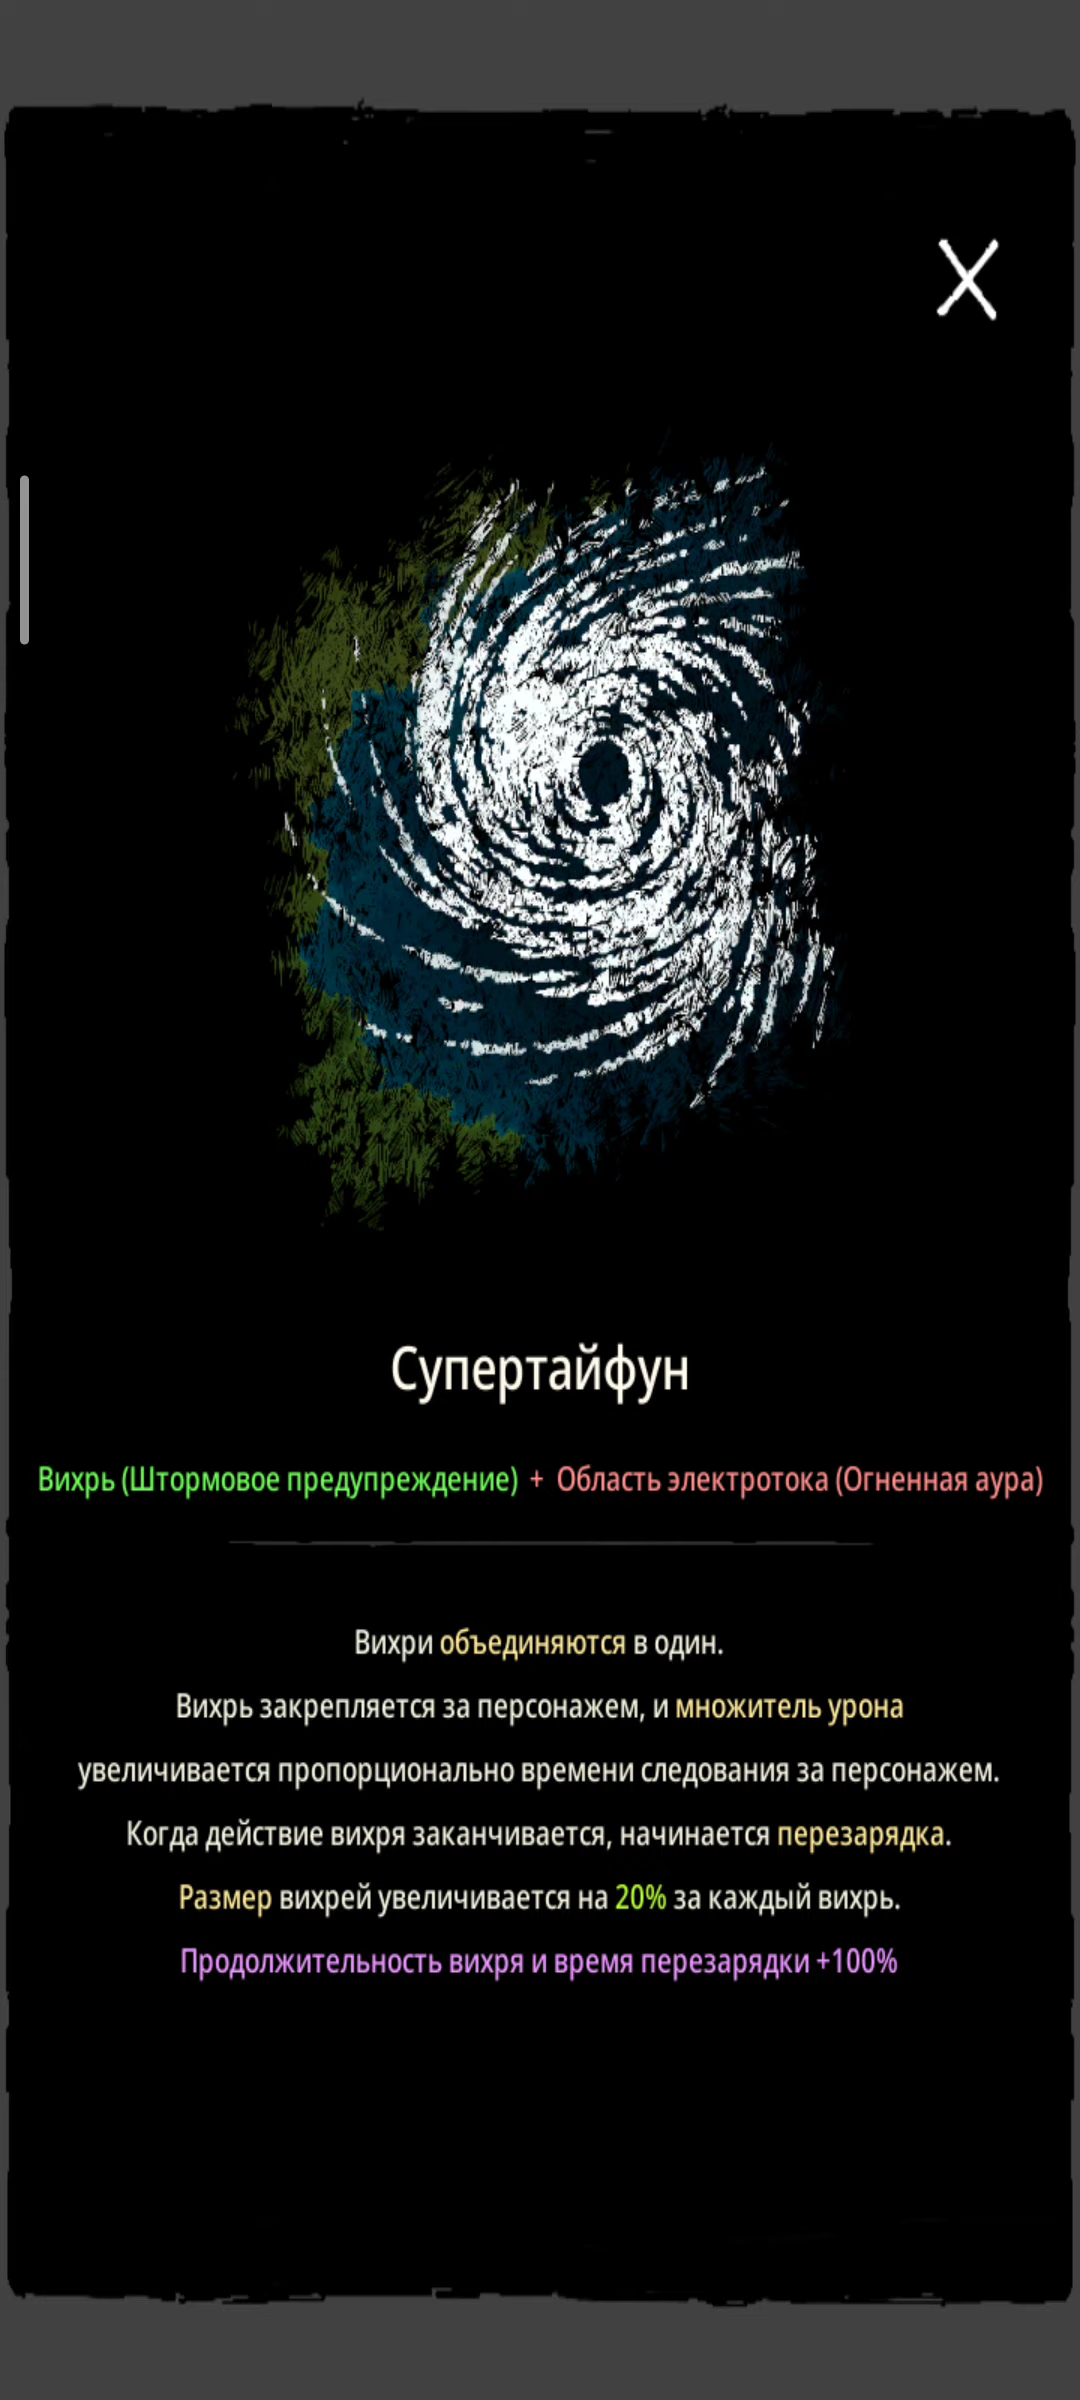 Супертайфун
Вихрь (Штормовое предупреждение) + Область электротока (Огненная аура)
Вихри объединяются в один.
Вихрь закрепляется за персонажем, и множитель урона
увеличивается пропорционально времени следования за персонажем.
Когда действие вихря заканчивается, начинается перезарядка.
Размер вихрей увеличивается на 20% за каждый вихрь.
Продолжительность вихря и время перезарядки +100%